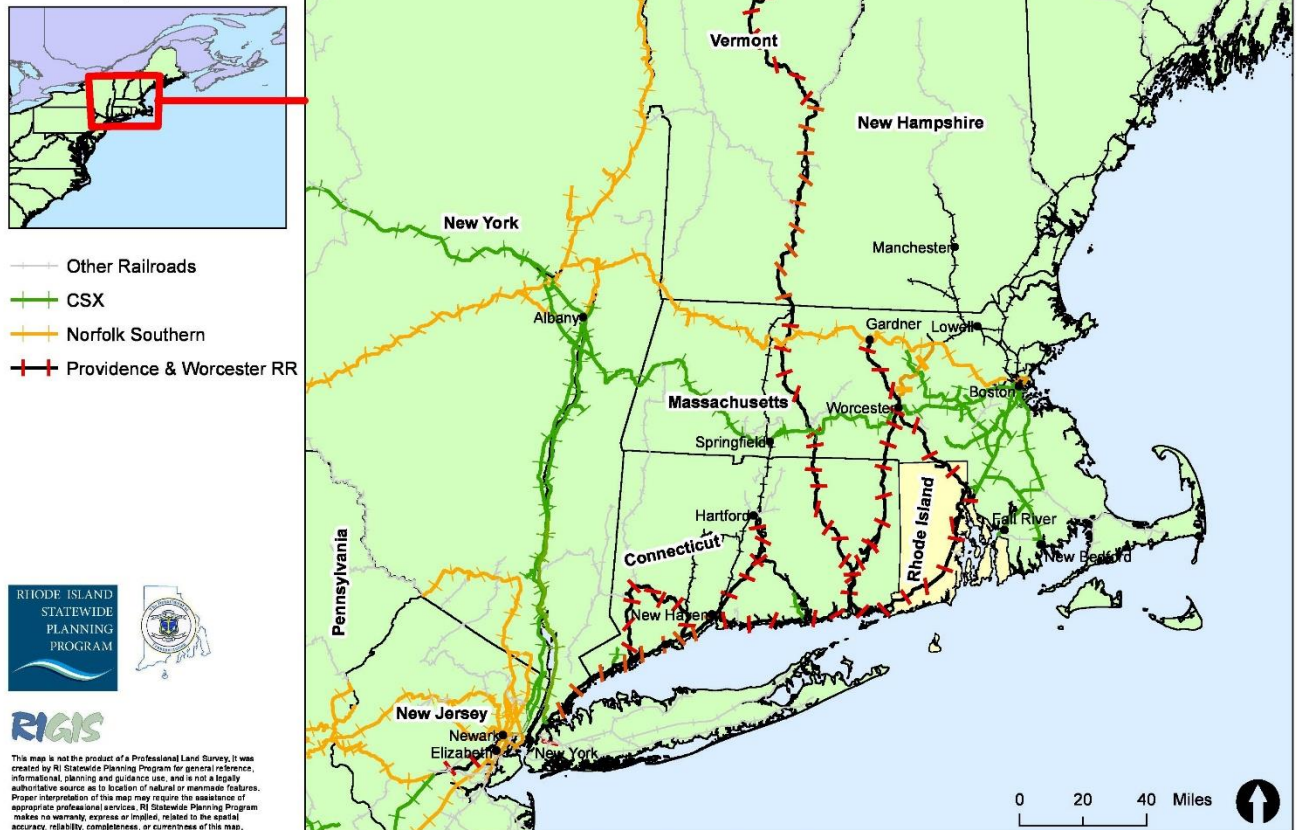 Vermont
New Hampshire
New York
Manchester
Albany
Gardner
Lowell
Boston
Massachusetts
Worcester
Springfield
Hartford
Connecticut
Rhode Island
Fall River
New Bedford
New Haven
Pennsylvania
New Jersey
Newark
Elizabeth
New York
Other Railroads
CSX
Norfolk Southern
Providence & Worcester RR
RHODE ISLAND
STATEWIDE
PLANNING
PROGRAM
RIGIS
This map is not the product of a Professional Land Survey. It was
created by RI Statewide Planning Program for general reference,
informational, planning and guidance use, and is not a legally
authoritative source as to location of natural or manmade features.
Proper interpretation of this map may require the assistance of
appropriate professional services. RI Statewide Planning Program
makes no warranty, express or implied, related to the spatial
accuracy, reliability, completeness, or currentness of this map.
0 20 40 Miles